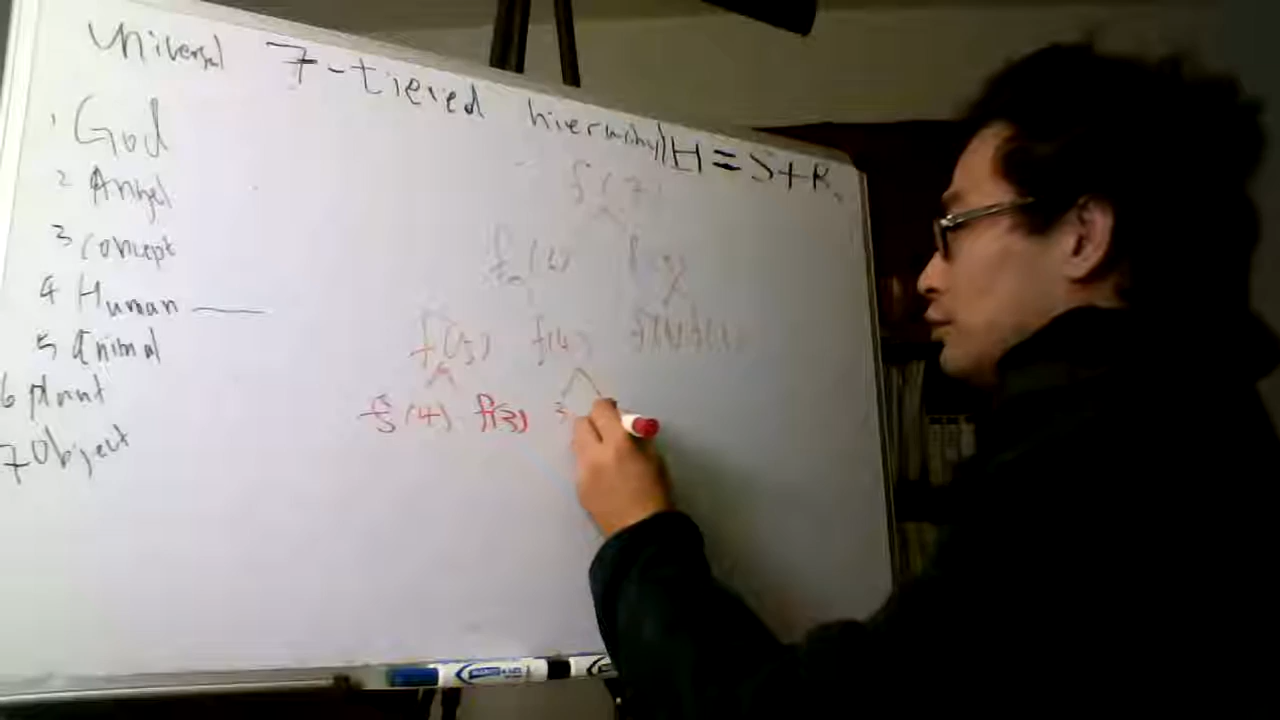 Universal 7-tiered hierarchy H = S + R
1 God
2 Angel
3 concept
4 Human
5 Animal
6 plant
7 Object
f(7)
f(6) f(5)
f(5) f(4)
f(4) f(3) 3